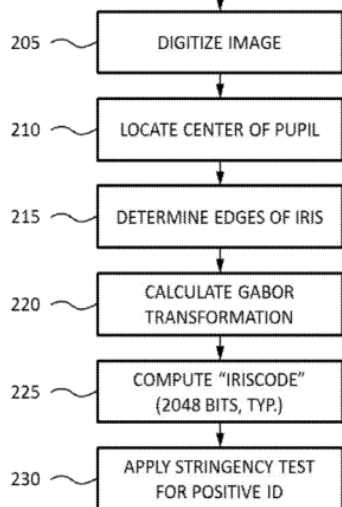 205
DIGITIZE IMAGE
210
LOCATE CENTER OF PUPIL
215
DETERMINE EDGES OF IRIS
220
CALCULATE GABOR
TRANSFORMATION
225
COMPUTE “IRISCODE”
(2048 BITS, TYP.)
230
APPLY STRINGENCY TEST
FOR POSITIVE ID